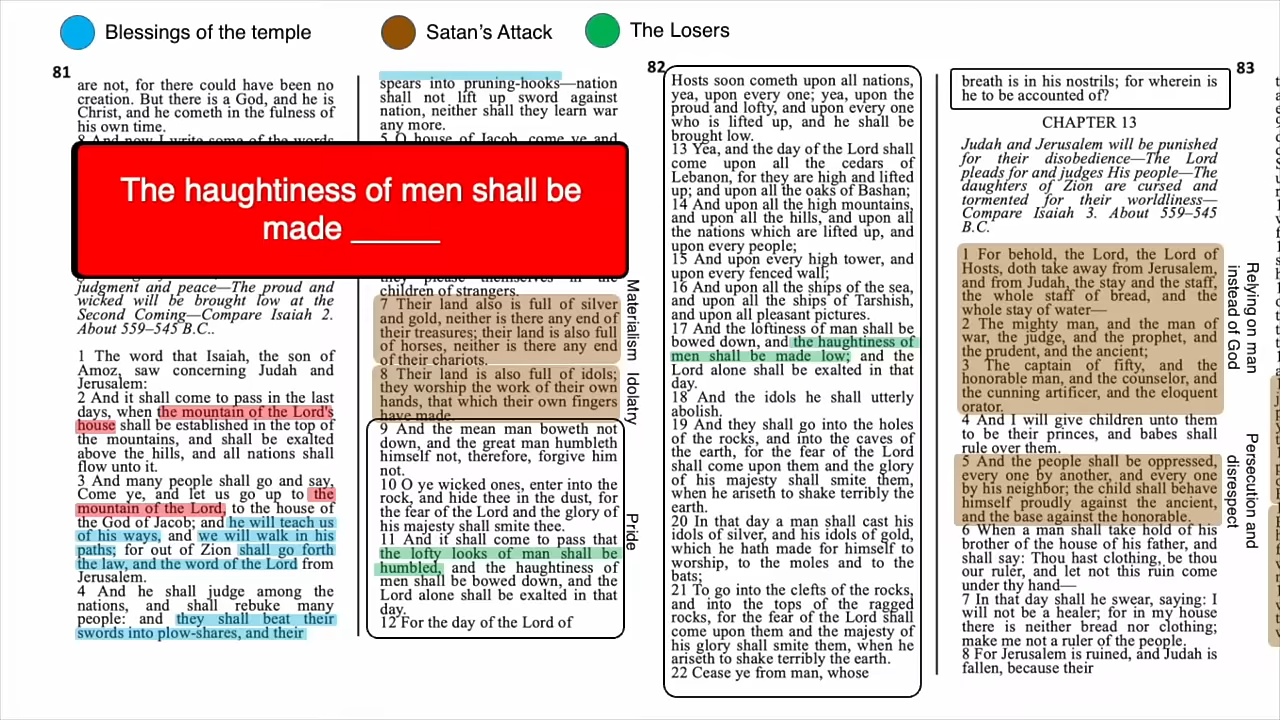 Blessings of the temple
Satan's Attack
The Losers
81
are not, for there could have been no
creation. But there is a God, and he is
Christ, and he cometh in the fulness of
his own time.
The haughtiness of men shall be
made ______
judgment and peace—The proud and
wicked will be brought low at the
Second Coming—Compare Isaiah 2.
About 559–545 B.C..
1 The word that Isaiah, the son of
Amoz, saw concerning Judah and
Jerusalem:
2 And it shall come to pass in the last
days, when the mountain of the Lord's
house shall be established in the top of
the mountains, and shall be exalted
above the hills, and all nations shall
flow unto it.
3 And many people shall go and say,
Come ye, and let us go up to the
mountain of the Lord, to the house of
the God of Jacob; and he will teach us
of his ways, and we will walk in his
paths; for out of Zion shall go forth
the law, and the word of the Lord from
Jerusalem.
4 And he shall judge among the
nations, and shall rebuke many
people: and they shall beat their
swords into plow-shares, and their
spears into pruning-hooks—nation
shall not lift up sword against
nation, neither shall they learn war
any more.
5 O house of Jacob, come ye and
they please themselves in the
children of strangers.
7 Their land also is full of silver
and gold, neither is there any end of
their treasures; their land is also full
of horses, neither is there any end
of their chariots.
Materialism
8 Their land is also full of idols;
they worship the work of their own
hands, that which their own fingers
have made.
Idolatry
9 And the mean man boweth not
down, and the great man humbleth
himself not, therefore, forgive him
not.
10 O ye wicked ones, enter into the
rock, and hide thee in the dust, for
the fear of the Lord and the glory of
his majesty shall smite thee.
11 And it shall come to pass that
the lofty looks of man shall be
humbled, and the haughtiness of
men shall be bowed down, and the
Lord alone shall be exalted in that
day.
12 For the day of the Lord of
Pride
82
Hosts soon cometh upon all nations,
yea, upon every one; yea, upon the
proud and lofty, and upon every one
who is lifted up, and he shall be
brought low.
13 Yea, and the day of the Lord shall
come upon all the cedars of
Lebanon, for they are high and lifted
up; and upon all the oaks of Bashan;
14 And upon all the high mountains,
and upon all the hills, and upon all
the nations which are lifted up, and
upon every people;
15 And upon every high tower, and
upon every fenced wall;
16 And upon all the ships of the sea,
and upon all the ships of Tarshish,
and upon all pleasant pictures.
17 And the loftiness of man shall be
bowed down, and the haughtiness of
men shall be made low; and the
Lord alone shall be exalted in that
day.
18 And the idols he shall utterly
abolish.
19 And they shall go into the holes
of the rocks, and into the caves of
the earth, for the fear of the Lord
shall come upon them and the glory
of his majesty shall smite them,
when he ariseth to shake terribly the
earth.
20 In that day a man shall cast his
idols of silver, and his idols of gold,
which he hath made for himself to
worship, to the moles and to the
bats;
21 To go into the clefts of the rocks,
and into the tops of the ragged
rocks, for the fear of the Lord shall
come upon them and the majesty of
his glory shall smite them, when he
ariseth to shake terribly the earth.
22 Cease ye from man, whose
83
breath is in his nostrils; for wherein is
he to be accounted of?
CHAPTER 13
Judah and Jerusalem will be punished
for their disobedience—The Lord
pleads for and judges His people—The
daughters of Zion are cursed and
tormented for their worldliness—
Compare Isaiah 3. About 559–545
B.C.
1 For behold, the Lord, the Lord of
Hosts, doth take away from Jerusalem,
and from Judah, the stay and the staff,
the whole staff of bread, and the
whole stay of water—
2 The mighty man, and the man of
war, the judge, and the prophet, and
the prudent, and the ancient;
3 The captain of fifty, and the
honorable man, and the counselor, and
the cunning artificer, and the eloquent
orator.
Relying on man
instead of God
4 And I will give children unto them
to be their princes, and babes shall
rule over them.
5 And the people shall be oppressed,
every one by another, and every one
by his neighbor; the child shall behave
himself proudly against the ancient,
and the base against the honorable.
Persecution and
disrespect
6 When a man shall take hold of his
brother of the house of his father, and
shall say: Thou hast clothing, be thou
our ruler, and let not this ruin come
under thy hand—
7 In that day shall he swear, saying: I
will not be a healer; for in my house
there is neither bread nor clothing;
make me not a ruler of the people.
8 For Jerusalem is ruined, and Judah is
fallen, because their